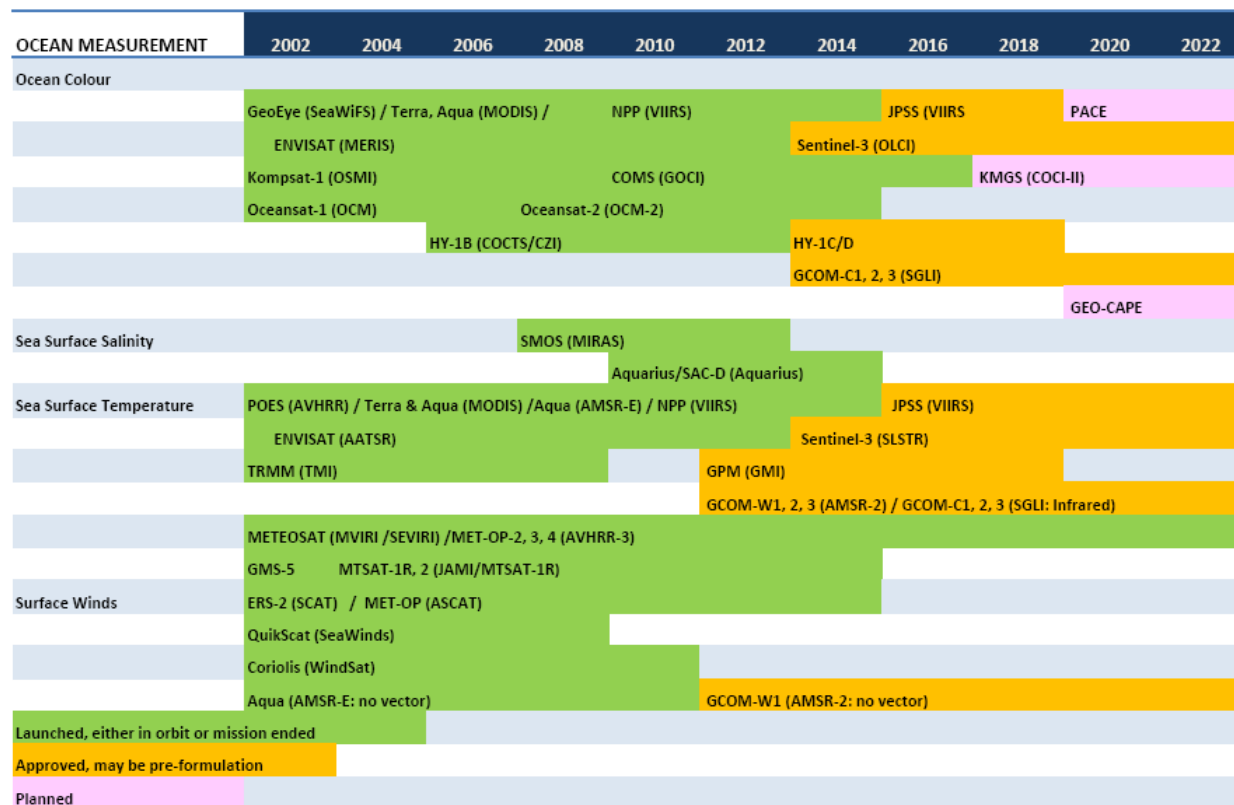 OCEAN MEASUREMENT 2002 2004 2006 2008 2010 2012 2014 2016 2018 2020 2022
Ocean Colour
GeoEye (SeaWiFS) / Terra, Aqua (MODIS) / NPP (VIIRS) JPSS (VIIRS PACE
ENVISAT (MERIS) Sentinel-3 (OLCI)
Kompsat-1 (OSMI) COMS (GOCI) KMGS (COCI-II)
Oceansat-1 (OCM) Oceansat-2 (OCM-2)
HY-1B (COCTS/CZI) HY-1C/D
GCOM-C1, 2, 3 (SGLI)
GEO-CAPE
Sea Surface Salinity SMOS (MIRAS)
Aquarius/SAC-D (Aquarius)
Sea Surface Temperature POES (AVHRR) / Terra & Aqua (MODIS) /Aqua (AMSR-E) / NPP (VIIRS) JPSS (VIIRS)
ENVISAT (AATSR) Sentinel-3 (SLSTR)
TRMM (TMI) GPM (GMI)
GCOM-W1, 2, 3 (AMSR-2) / GCOM-C1, 2, 3 (SGLI: Infrared)
METEOSAT (MVIRI /SEVIRI) /MET-OP-2, 3, 4 (AVHRR-3)
GMS-5 MTSAT-1R, 2 (JAMI/MTSAT-1R)
Surface Winds ERS-2 (SCAT) / MET-OP (ASCAT)
QuikScat (SeaWinds)
Coriolis (WindSat)
Aqua (AMSR-E: no vector) GCOM-W1 (AMSR-2: no vector)
Launched, either in orbit or mission ended
Approved, may be pre-formulation
Planned